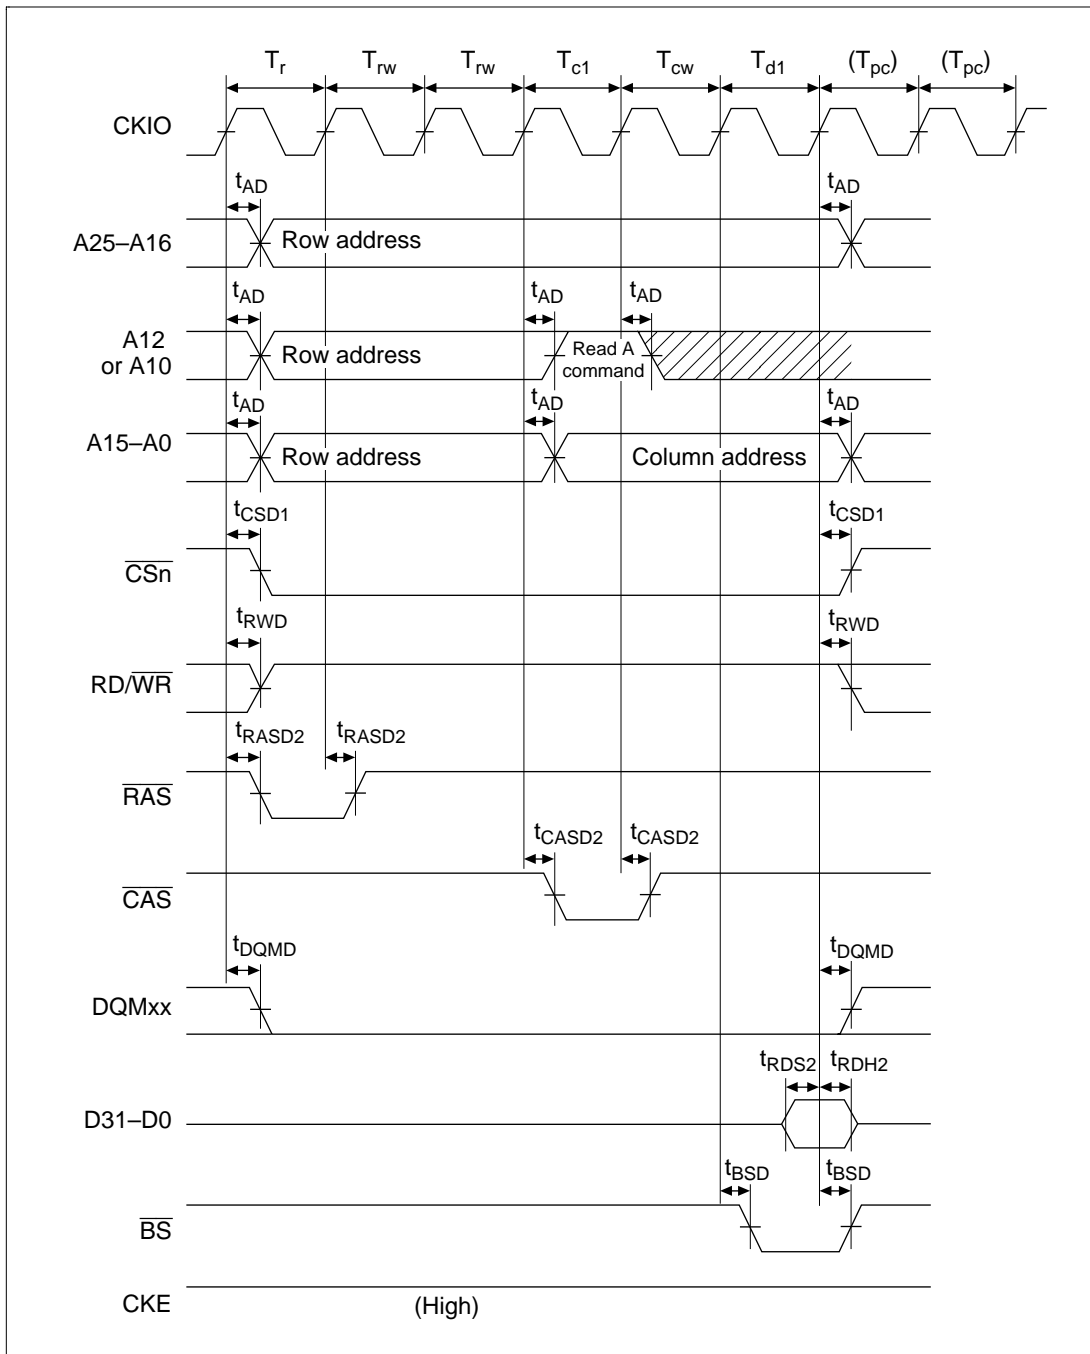 Tr Trw Trw Tc1 Tcw Td1 (Tpc) (Tpc)
CKIO
tAD tAD
A25–A16 Row address
tAD tAD tAD
A12 or A10 Row address Read A command
tAD tAD tAD
A15–A0 Row address Column address
tCSD1 tCSD1
CSn
tRWD tRWD
RD/WR
tRASD2 tRASD2
RAS
tCASD2 tCASD2
CAS
tDQMD tDQMD
DQMxx
tRDS2 tRDH2
D31–D0
tBSD tBSD
BS
CKE (High)